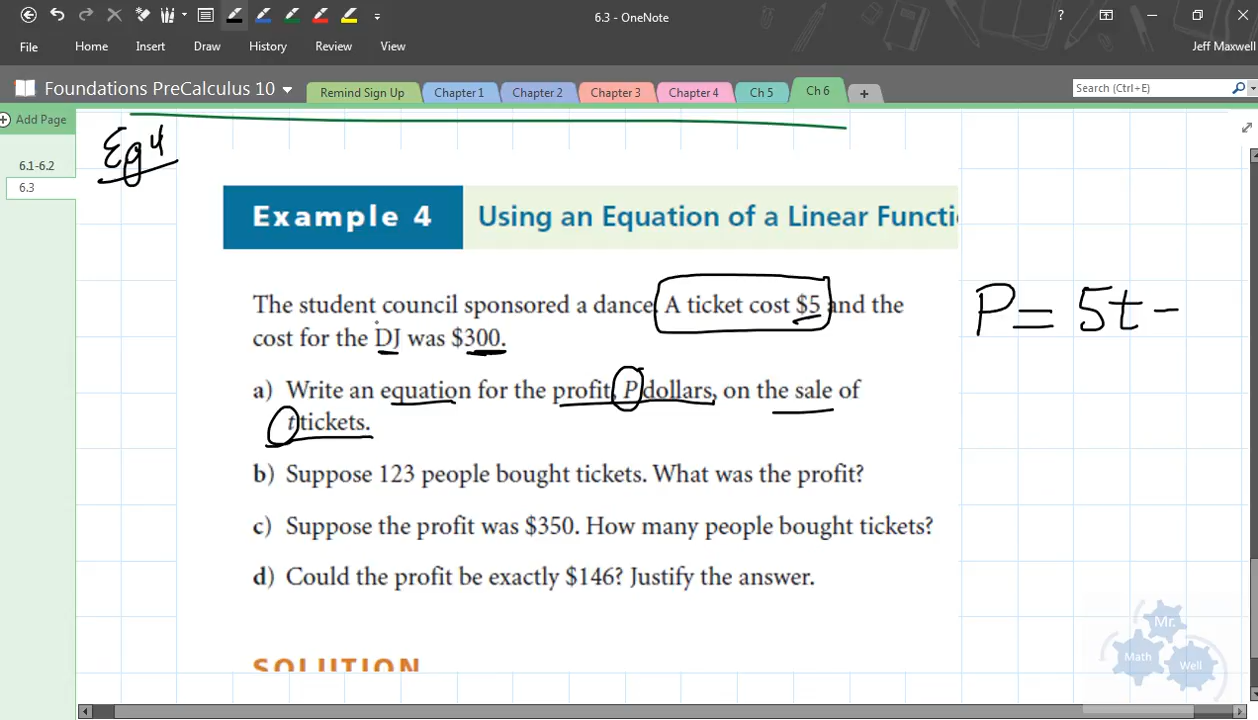 6.3 - OneNote
?
File
Home
Insert
Draw
History
Review
View
Jeff Maxwell
Foundations PreCalculus 10
Remind Sign Up
Chapter 1
Chapter 2
Chapter 3
Chapter 4
Ch 5
Ch 6
+
Search (Ctrl+E)
Add Page
6.1-6.2
6.3
Eg 4
Example 4
Using an Equation of a Linear Functi
The student council sponsored a dance. A ticket cost $5 and the
cost for the DJ was $300.
P = 5t -
a) Write an equation for the profit, P dollars, on the sale of
t tickets.
b) Suppose 123 people bought tickets. What was the profit?
c) Suppose the profit was $350. How many people bought tickets?
d) Could the profit be exactly $146? Justify the answer.
SOLUTION
Mr.
Math
Well